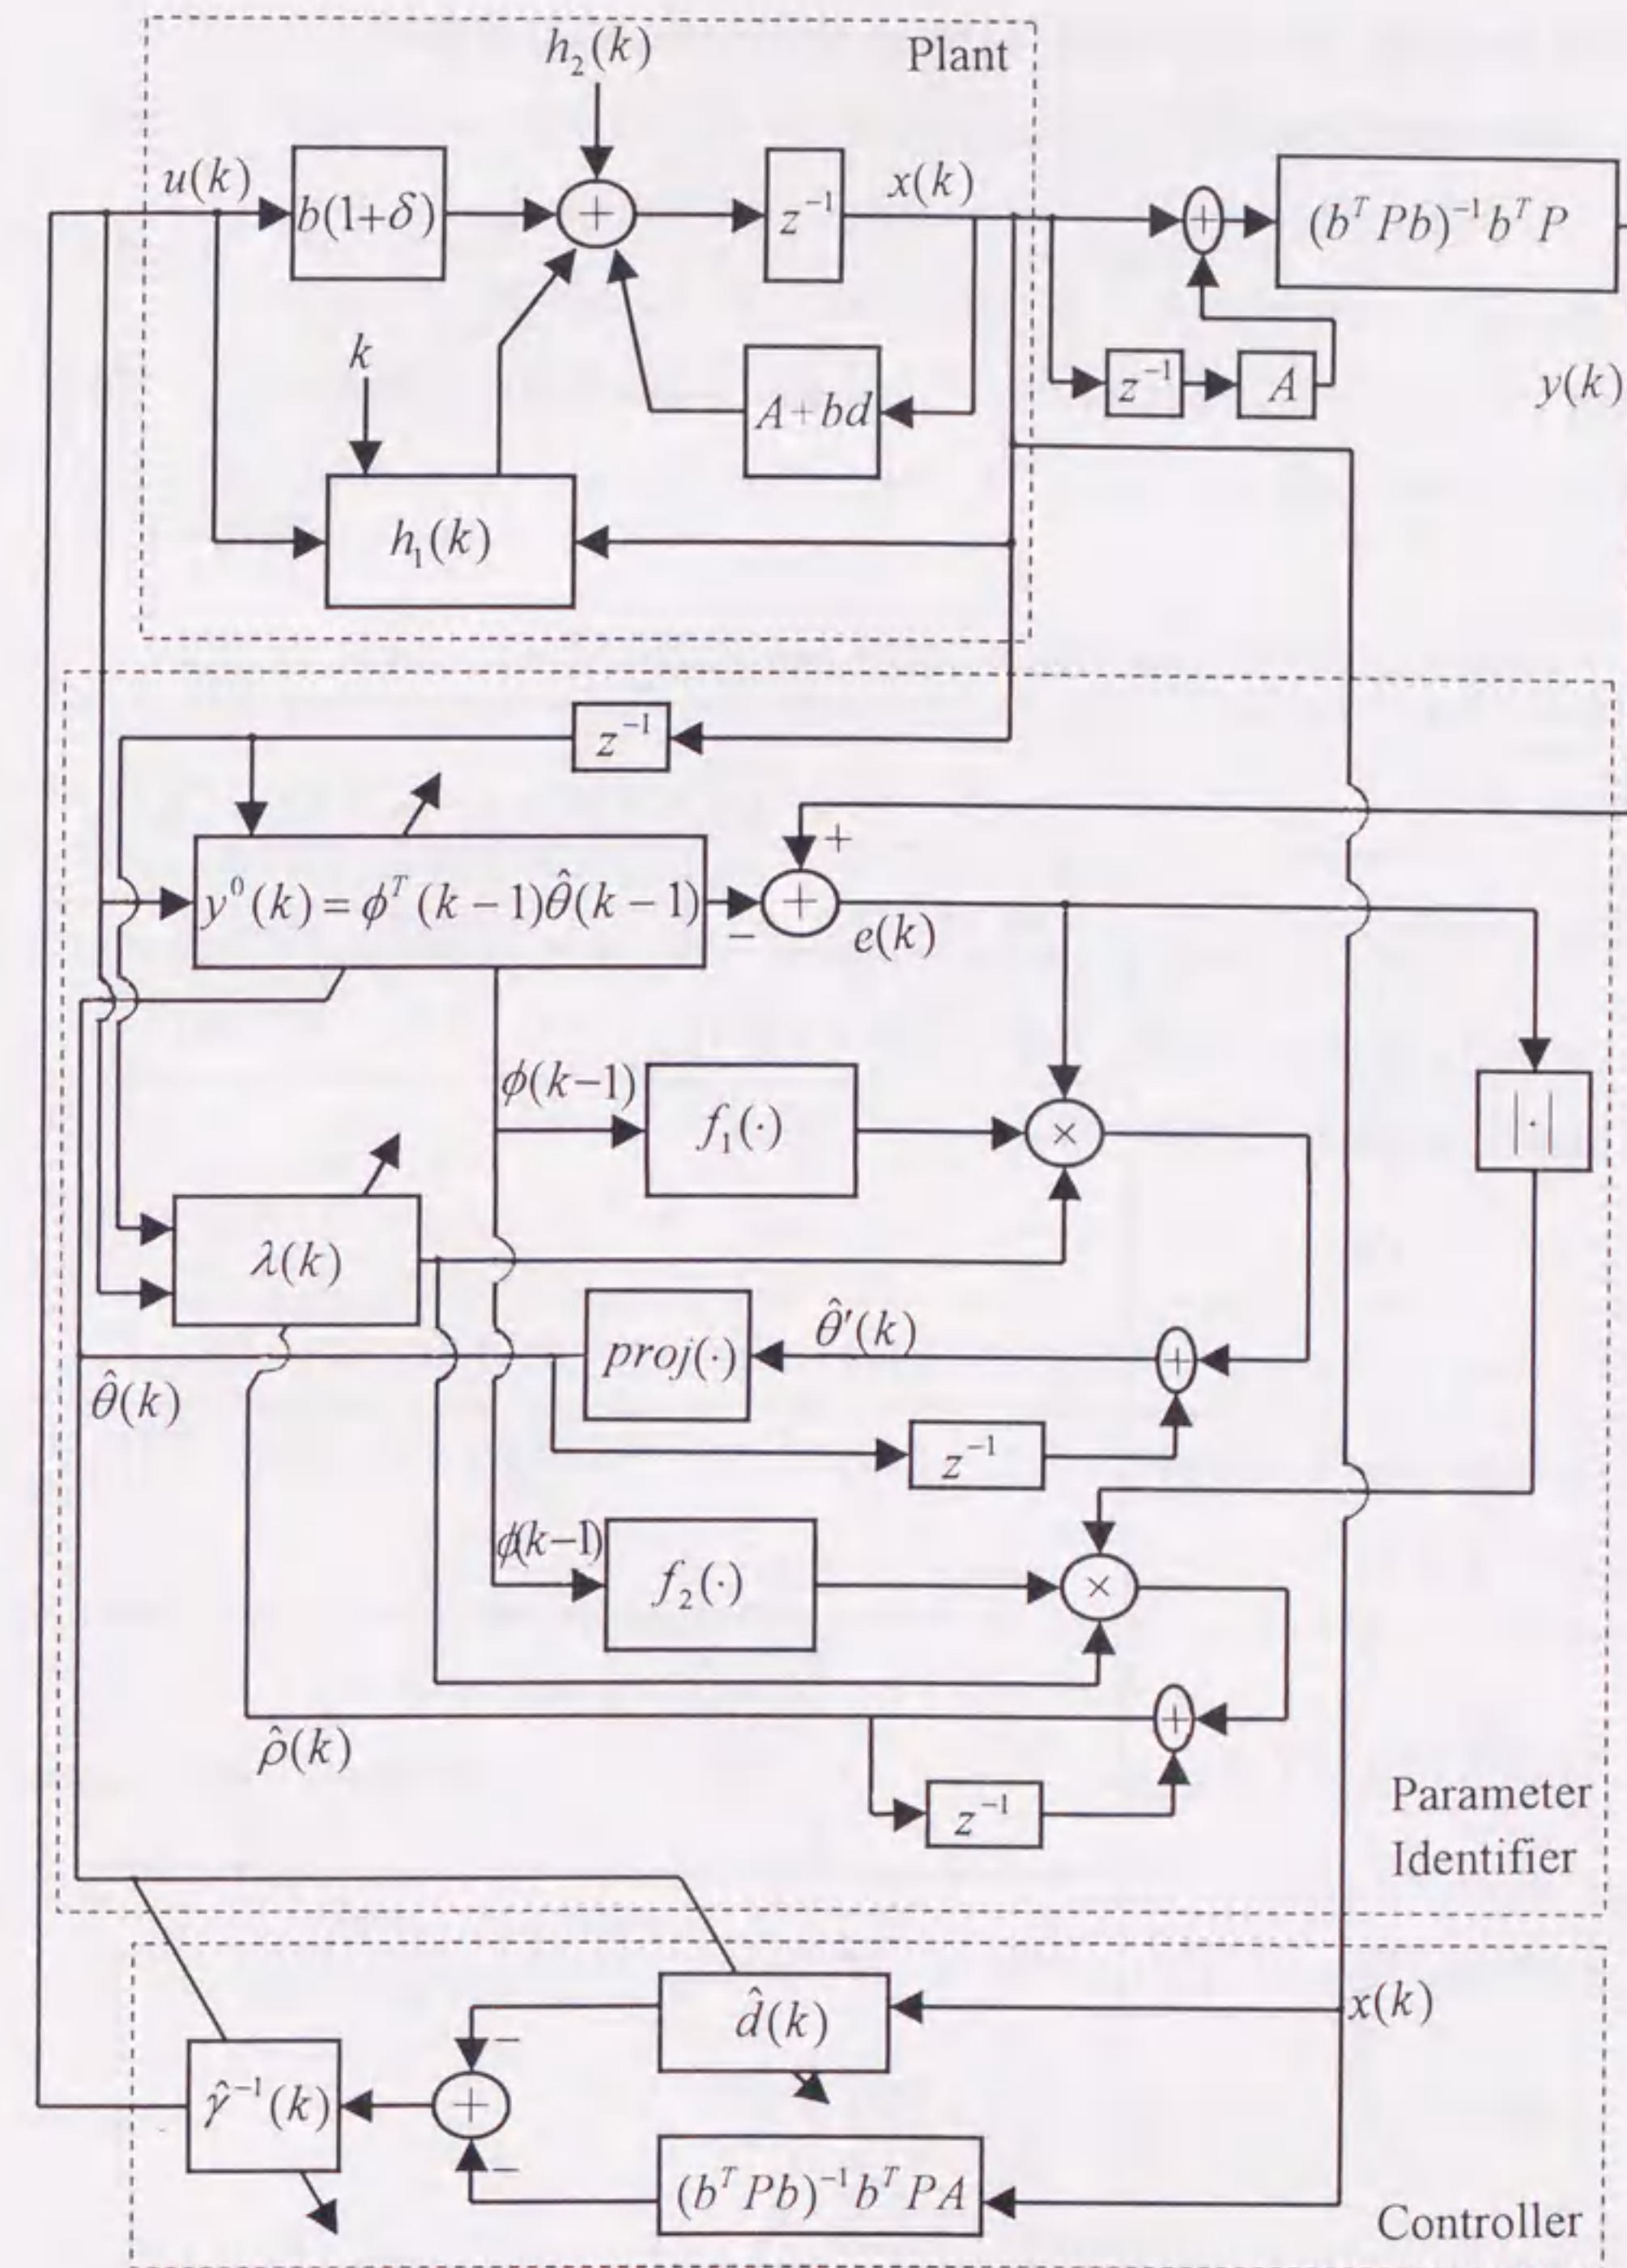 h₂(k)
Plant
u(k)
b(1+δ)
+
z⁻¹
x(k)
+
(bᵀPb)⁻¹bᵀP
k
A+bd
z⁻¹
A
y(k)
h₁(k)
z⁻¹
+
y⁰(k)=ϕᵀ(k−1)θ̂(k−1)
−
+
e(k)
ϕ(k−1)
f₁(·)
×
|·|
λ(k)
proj(·)
θ̂′(k)
+
θ̂(k)
z⁻¹
ϕ(k−1)
f₂(·)
×
+
ρ̂(k)
z⁻¹
Parameter
Identifier
d̂(k)
x(k)
−
γ̂⁻¹(k)
+
−
(bᵀPb)⁻¹bᵀPA
Controller